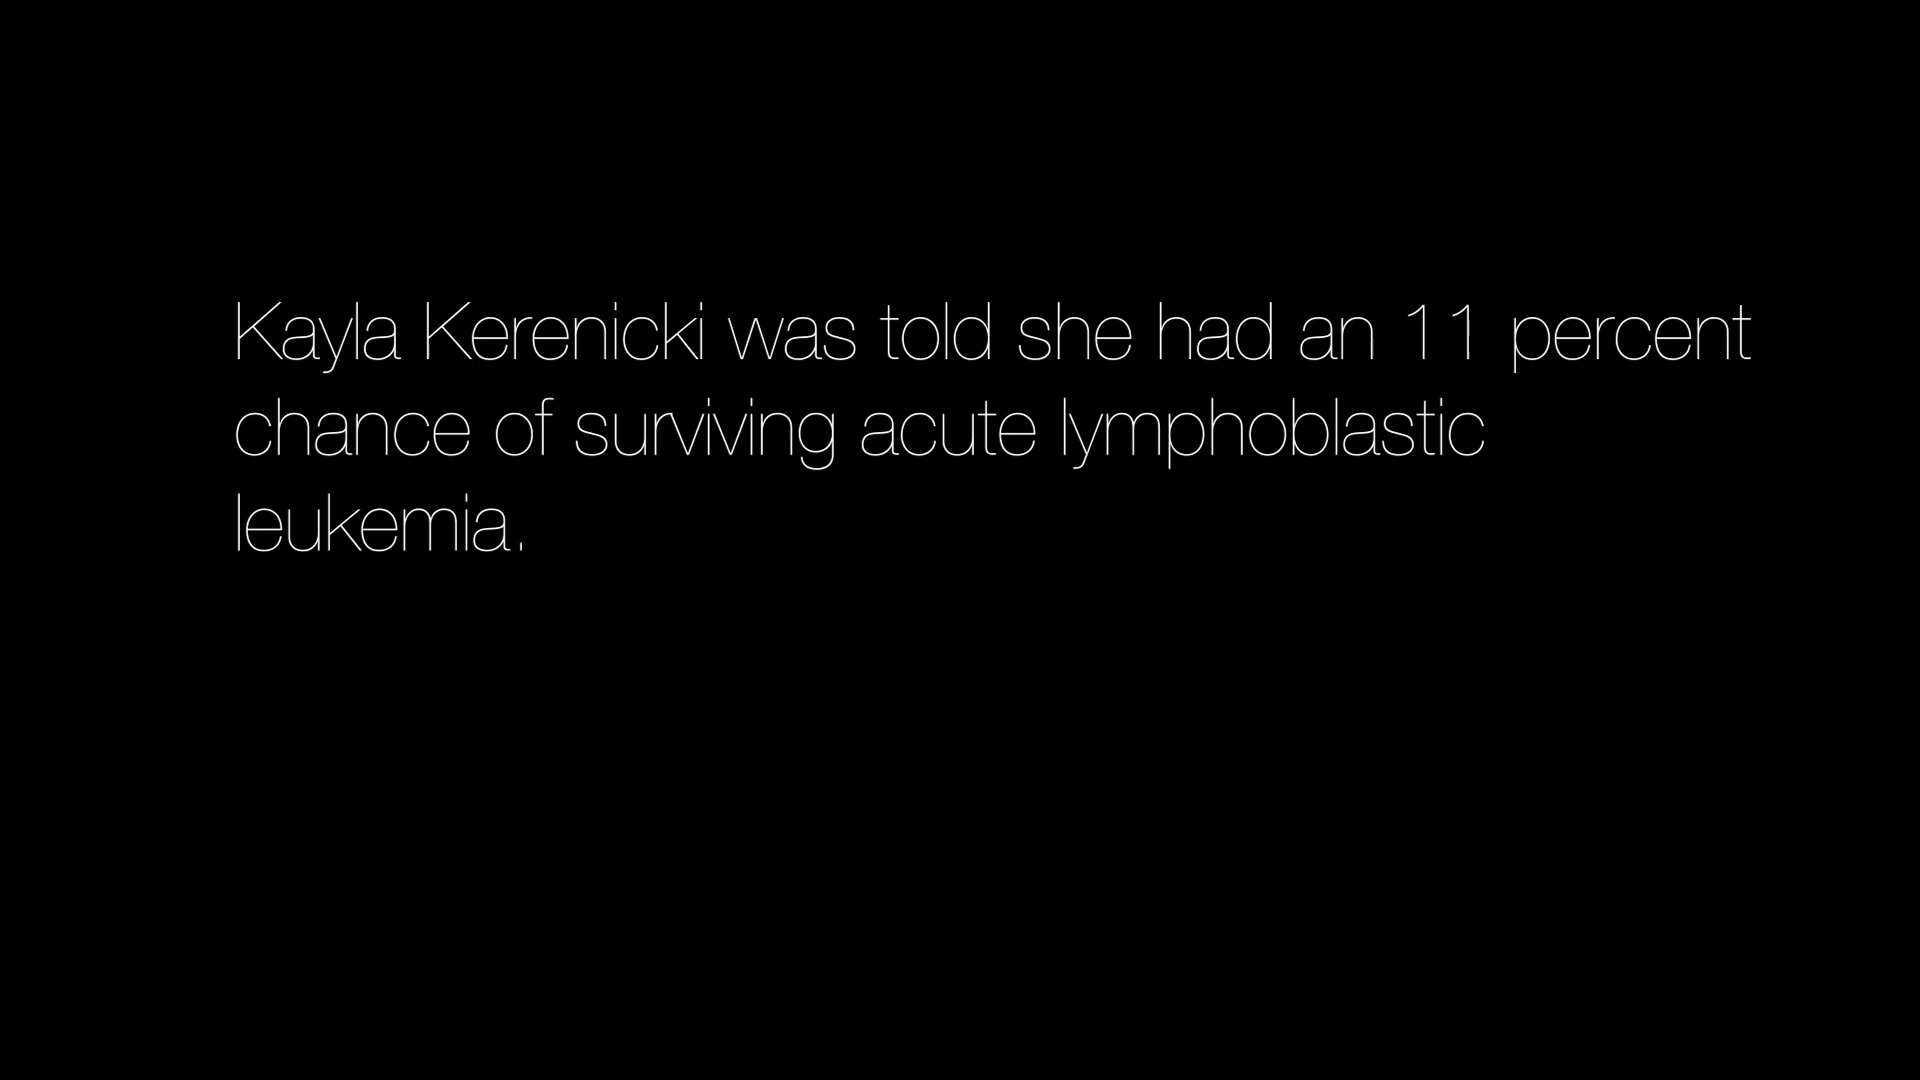 Kayla Kerenicki was told she had an 11 percent
chance of surviving acute lymphoblastic
leukemia.